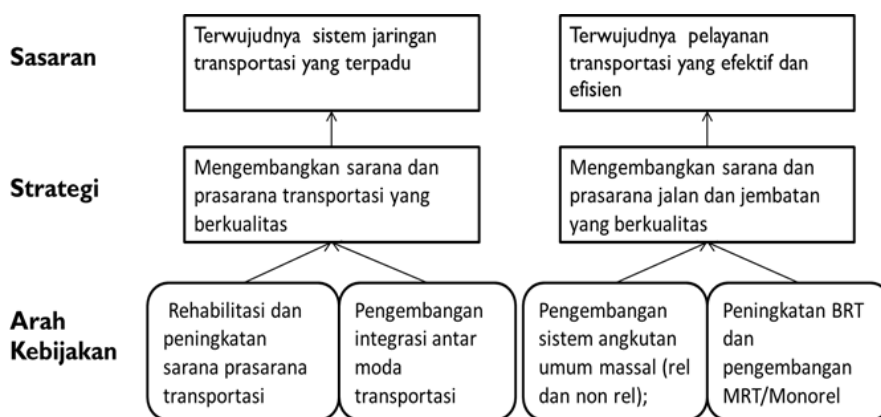 Sasaran
Terwujudnya sistem jaringan
transportasi yang terpadu
Terwujudnya pelayanan
transportasi yang efektif dan
efisien
Strategi
Mengembangkan sarana dan
prasarana transportasi yang
berkualitas
Mengembangkan sarana dan
prasarana jalan dan jembatan
yang berkualitas
Arah
Kebijakan
Rehabilitasi dan
peningkatan
sarana prasarana
transportasi
Pengembangan
integrasi antar
moda
transportasi
Pengembangan
sistem angkutan
umum massal (rel
dan non rel);
Peningkatan BRT
dan
pengembangan
MRT/Monorel